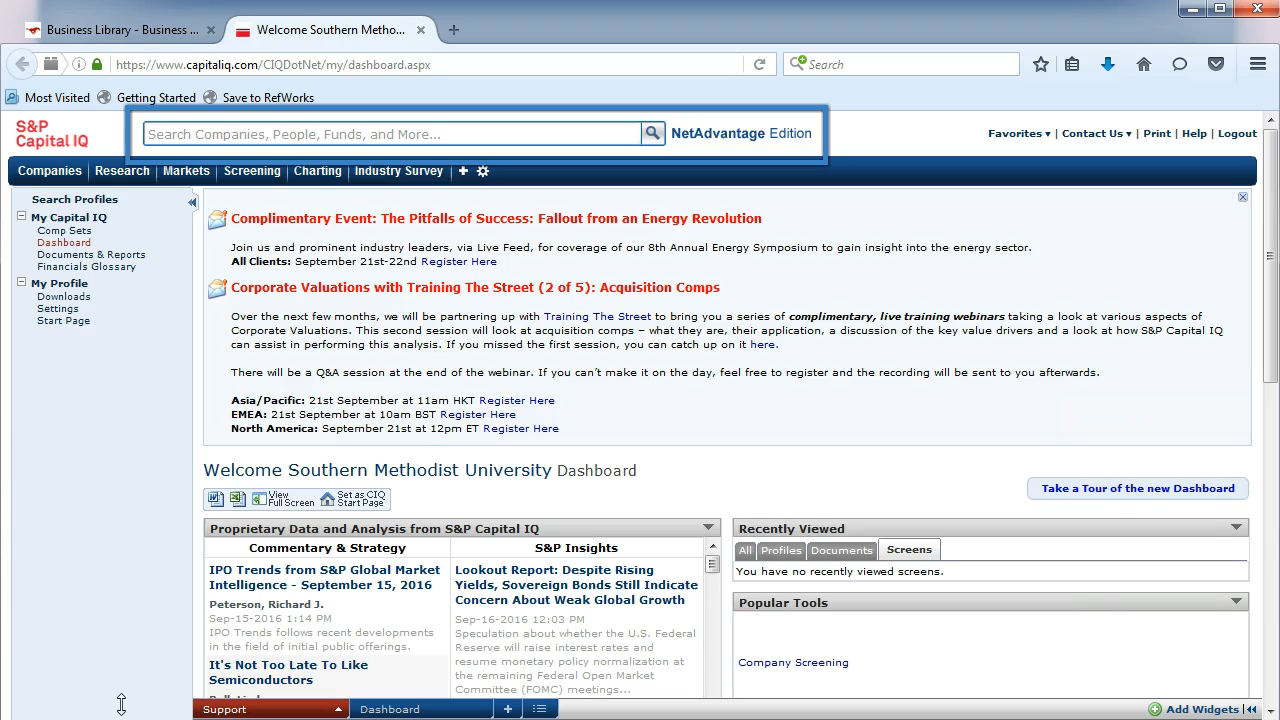 Business Library - Business ...
Welcome Southern Metho...
https://www.capitaliq.com/CIQDotNet/my/dashboard.aspx
Search
Most Visited
Getting Started
Save to RefWorks
S&P
Capital IQ
Search Companies, People, Funds, and More...
NetAdvantage Edition
Favorites
Contact Us
Print
Help
Logout
Companies
Research
Markets
Screening
Charting
Industry Survey
Search Profiles
My Capital IQ
Comp Sets
Dashboard
Documents & Reports
Financials Glossary
My Profile
Downloads
Settings
Start Page
Complimentary Event: The Pitfalls of Success: Fallout from an Energy Revolution
Join us and prominent industry leaders, via Live Feed, for coverage of our 8th Annual Energy Symposium to gain insight into the energy sector.
All Clients: September 21st-22nd Register Here
Corporate Valuations with Training The Street (2 of 5): Acquisition Comps
Over the next few months, we will be partnering up with Training The Street to bring you a series of complimentary, live training webinars taking a look at various aspects of
Corporate Valuations. This second session will look at acquisition comps – what they are, their application, a discussion of the key value drivers and a look at how S&P Capital IQ
can assist in performing this analysis. If you missed the first session, you can catch up on it here.
There will be a Q&A session at the end of the webinar. If you can't make it on the day, feel free to register and the recording will be sent to you afterwards.
Asia/Pacific: 21st September at 11am HKT Register Here
EMEA: 21st September at 10am BST Register Here
North America: September 21st at 12pm ET Register Here
Welcome Southern Methodist University Dashboard
View
Full Screen
Set as CIQ
Start Page
Take a Tour of the new Dashboard
Proprietary Data and Analysis from S&P Capital IQ
Commentary & Strategy
IPO Trends from S&P Global Market
Intelligence - September 15, 2016
Peterson, Richard J.
Sep-15-2016 1:14 PM
IPO Trends follows recent developments
in the field of initial public offerings.
It's Not Too Late To Like
Semiconductors
S&P Insights
Lookout Report: Despite Rising
Yields, Sovereign Bonds Still Indicate
Concern About Weak Global Growth
Sep-16-2016 12:03 PM
Speculation about whether the U.S. Federal
Reserve will raise interest rates and
resume monetary policy normalization at
the remaining Federal Open Market
Committee (FOMC) meetings...
Recently Viewed
All
Profiles
Documents
Screens
You have no recently viewed screens.
Popular Tools
Company Screening
Support
Dashboard
Add Widgets